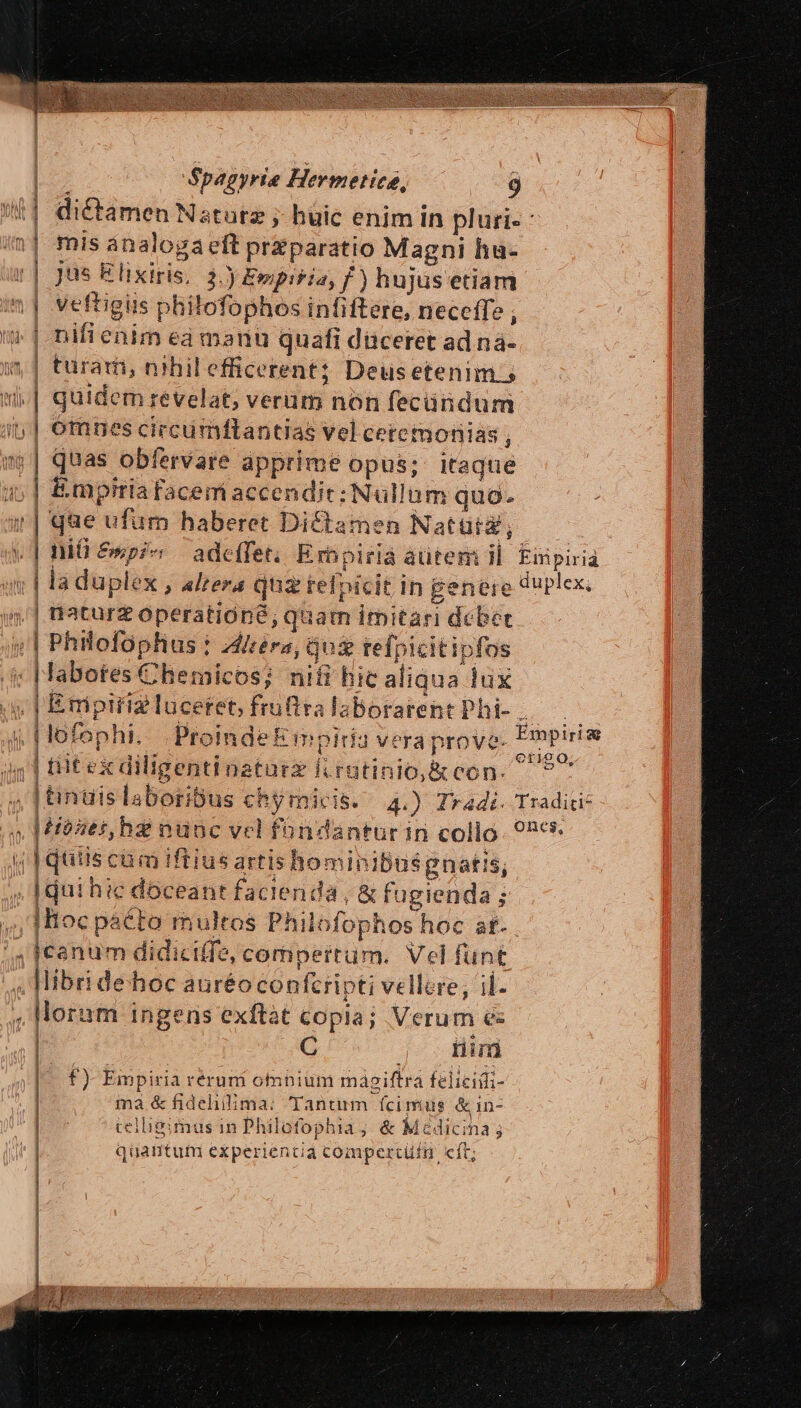 Spagyriæ Hermeticæ, 9
dictamen Naturæ; huic enim in pluri-
mis analoga eſt præparatio Magni hu-
jus Elixiris. 3.) Empiria, f) hujus etiam
veſtigiis philoſophos inſiſtere, neceſſe,
niſi enim ea manu quaſi duceret ad na-
turam, nihil efficerent; Deus etenim,
quidem revelat, verum non ſecundum
omnes circumſtantias vel ceremonias,
quas obſervare apprime opus; itaque
Empiria facem accendit: Nullum quo-
que uſum haberet Dictamen Naturæ,
niſi adeſſet. Empiria autem il
Empiria
la duplex, altera quæ reſpicit in genere
duplex,
naturæ operationē, quam imitari debet
Philoſophus: Altera, quæ reſpicit ipſos
labores Chemicos; niſi hic aliqua lux
Empiriæ luceret, fruſtra laborarent Phi-
loſophi. Proinde Empiria vera prove-
Empiriæ
origo,
nit ex diligenti naturæ ſcrutinio, & con-
tinuis laboribus chymicis. 4.) Tradi-
Traditi-
tiones, hæ nunc vel fundantur in collo
ones,
quiis cum iſtius artis hominibus gnaris,
qui hic doceant facienda, & fugienda;
Hoc pacto multos Philoſophos hoc ar-
canum didiciſſe, compertum. Vel ſunt
libri de hoc auréo conſcripti vellere, il-
lorum ingens exſtat copia; Verum e-
C nim
f) Empiria rerum omnium magiſtra feliciſſi-
ma & fideliſſima: Tantum ſcimus & in-
telligimus in Philoſophia, & Medicina;
quantum experientia compertum eſt;